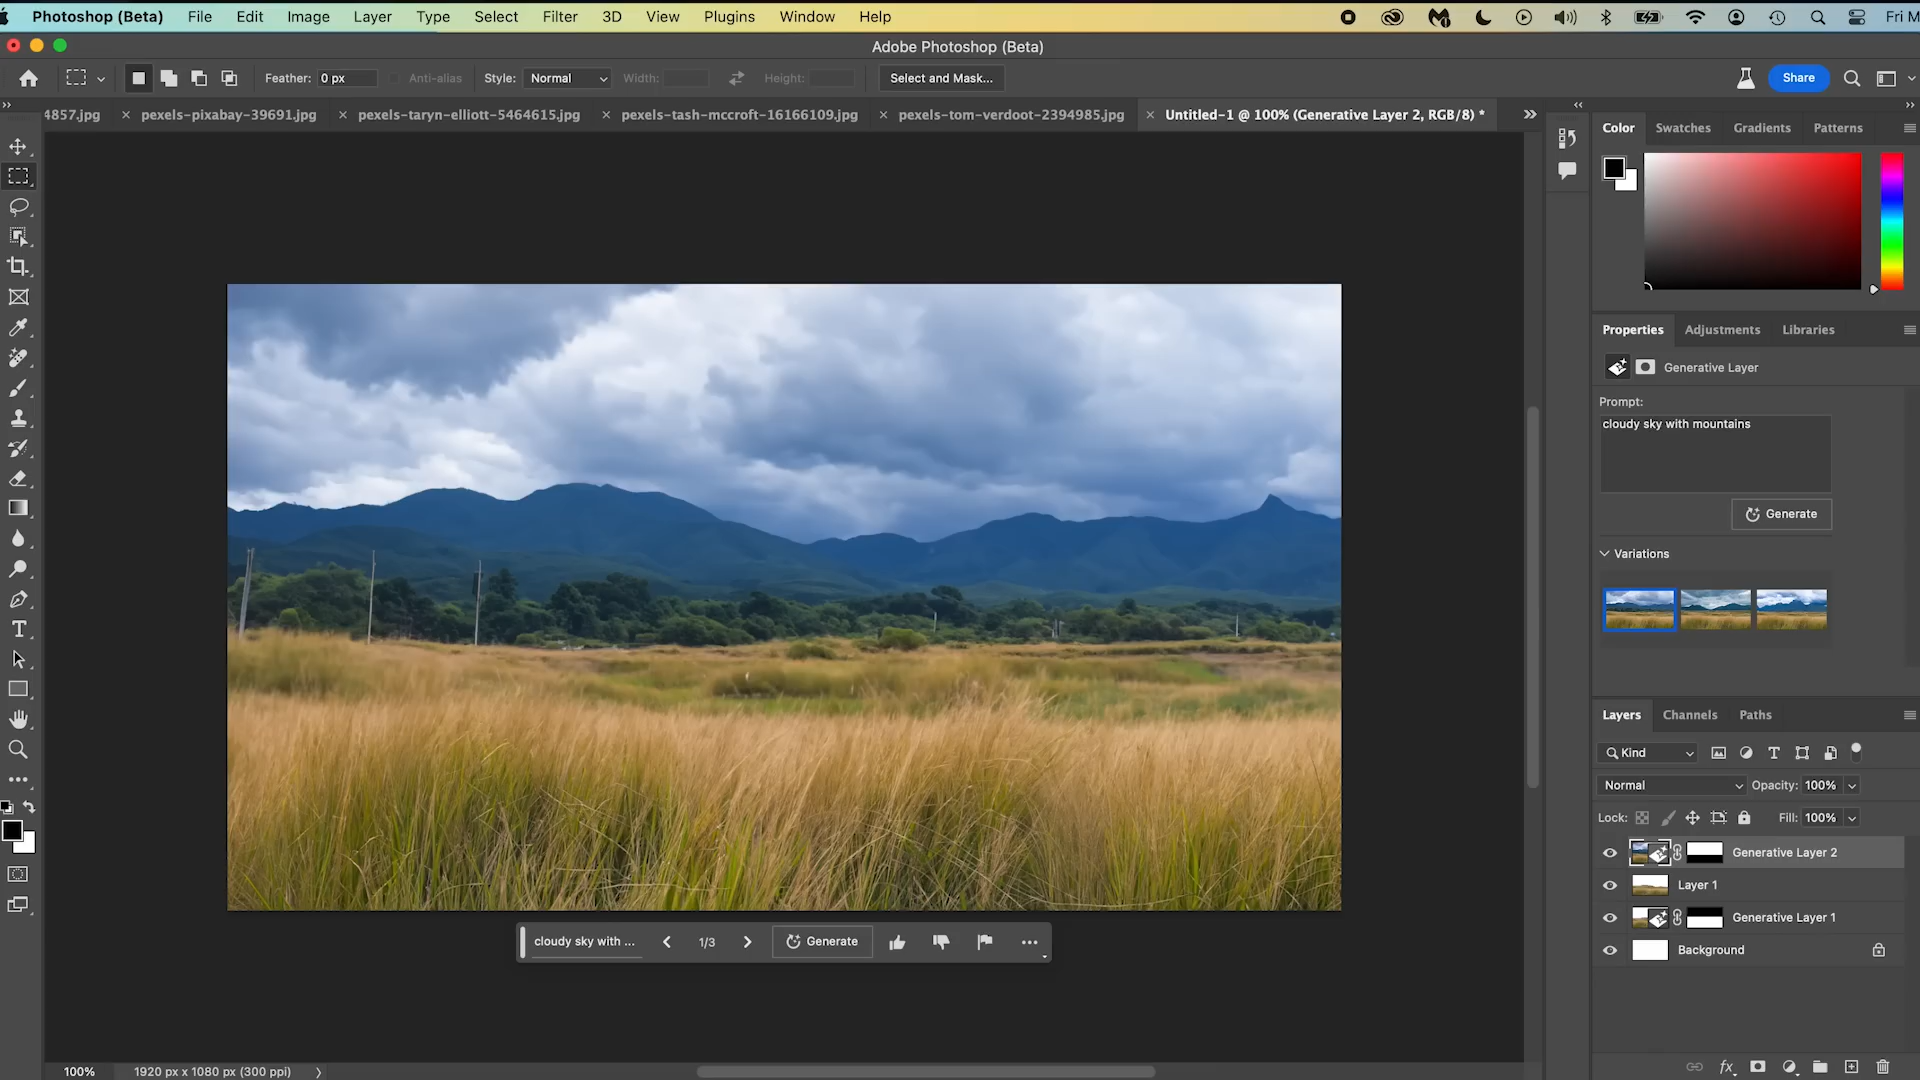 Photoshop (Beta) File Edit Image Layer Type Select Filter 3D View Plugins Window Help Fri M
Adobe Photoshop (Beta)
Feather: 0 px Anti-alias Style: Normal Width: Height: Select and Mask... Share
4857.jpg × pexels-pixabay-39691.jpg × pexels-taryn-elliott-5464615.jpg × pexels-tash-mccroft-16166109.jpg × pexels-tom-verdoot-2394985.jpg × Untitled-1 @ 100% (Generative Layer 2, RGB/8) *
Color Swatches Gradients Patterns
Properties Adjustments Libraries
Generative Layer
Prompt:
cloudy sky with mountains
Generate
Variations
Layers Channels Paths
Kind
Normal Opacity: 100%
Lock: Fill: 100%
Generative Layer 2
Layer 1
Generative Layer 1
Background
fx
cloudy sky with ... 1/3 Generate
100% 1920 px x 1080 px (300 ppi)